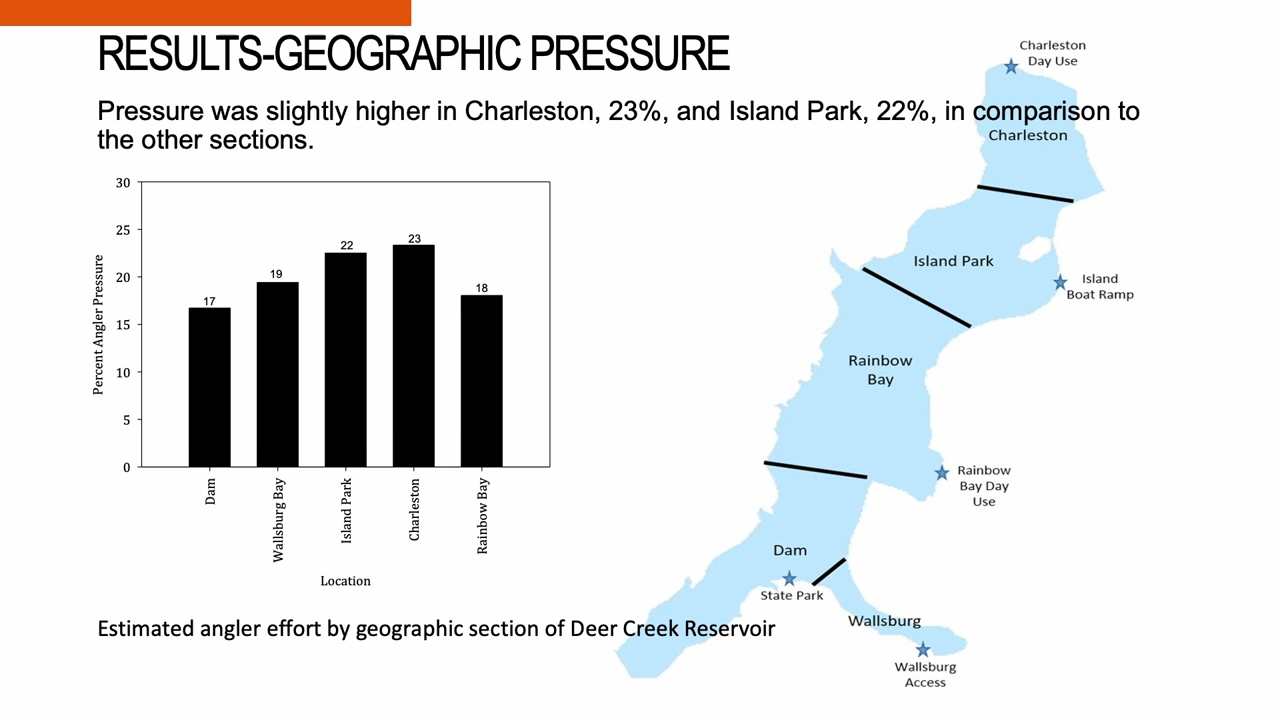 RESULTS-GEOGRAPHIC PRESSURE
Pressure was slightly higher in Charleston, 23%, and Island Park, 22%, in comparison to
the other sections.
30
25
20
15
10
5
0
Percent Angler Pressure
17
19
22
23
18
Dam
Wallsburg Bay
Island Park
Charleston
Rainbow Bay
Location
Estimated angler effort by geographic section of Deer Creek Reservoir
Charleston
Day Use
Charleston
Island Park
Island
Boat Ramp
Rainbow
Bay
Rainbow
Bay Day
Use
Dam
State Park
Wallsburg
Wallsburg
Access